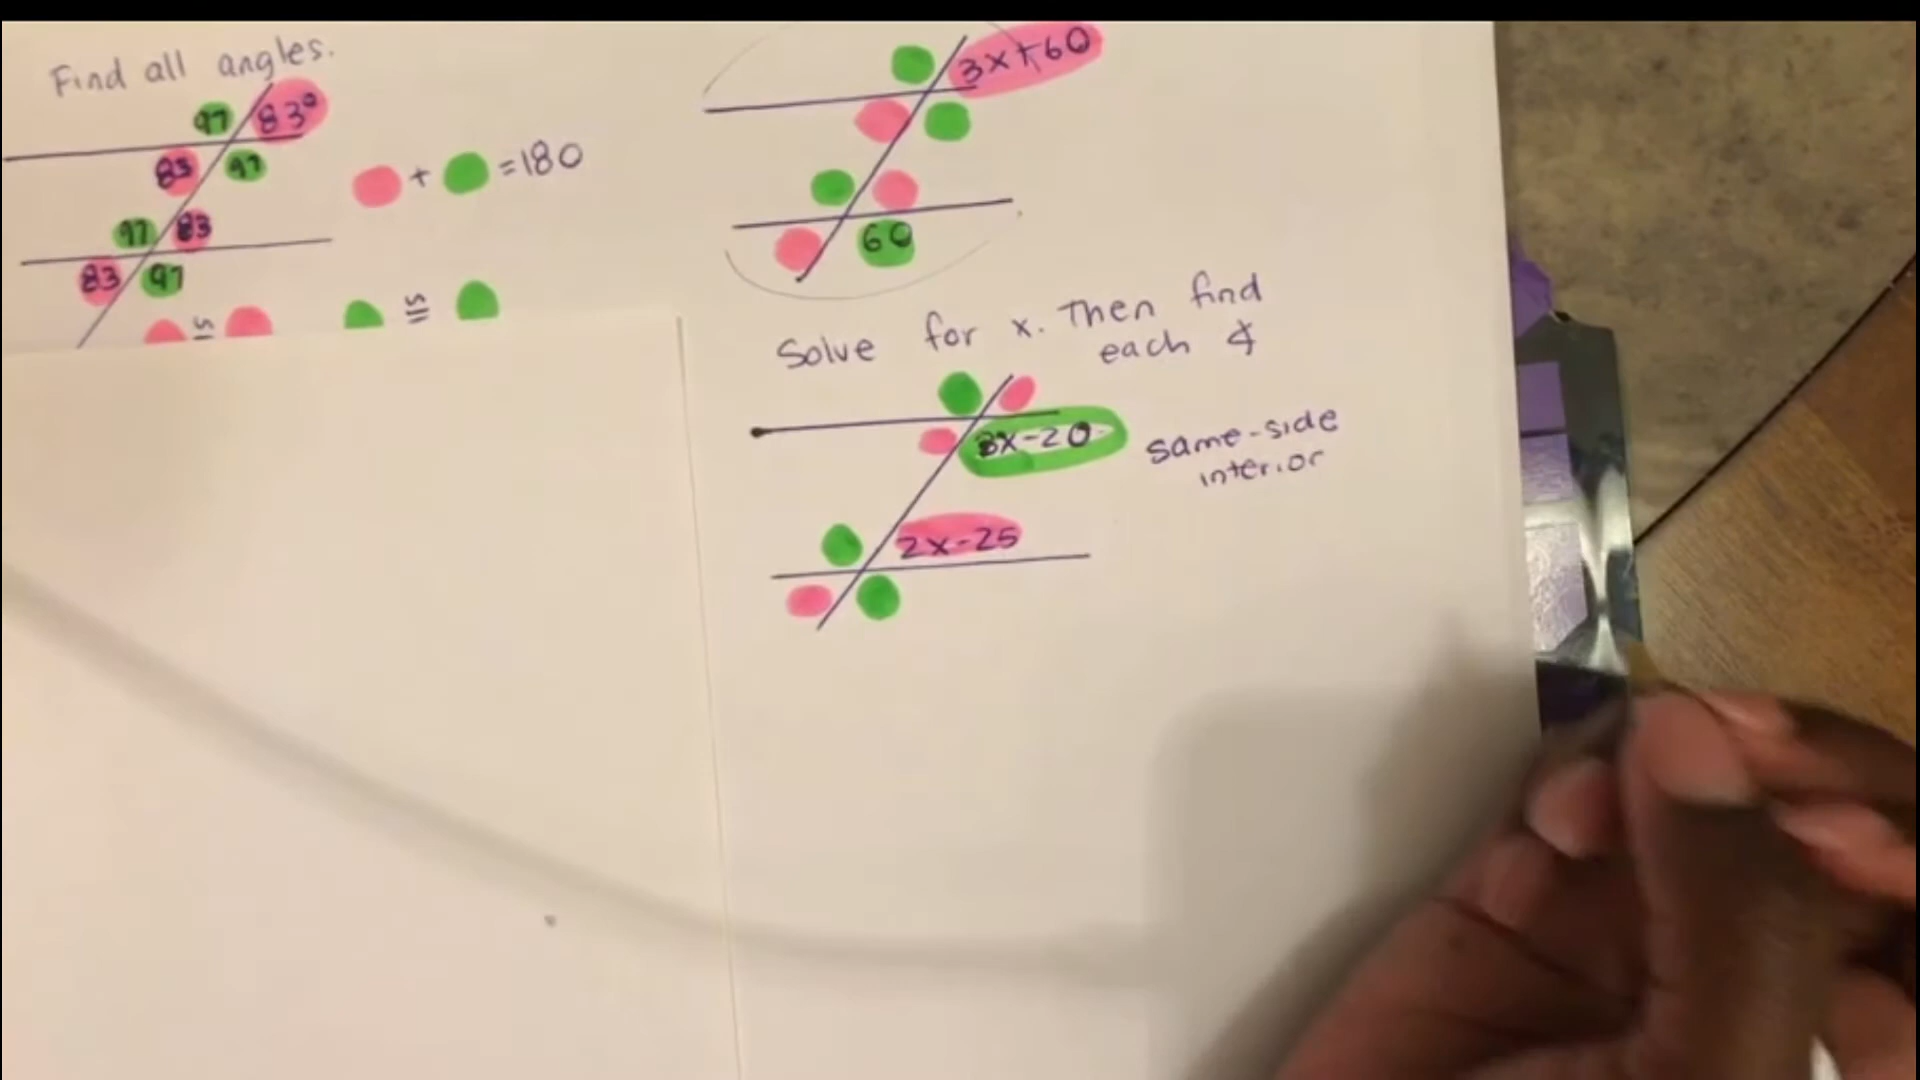 Find all angles.
97 83°
83 97
+ = 180
97 83
83 97
≅ ≅
3x+60
60
Solve for x. Then find
each ∡
3x-20
same-side
interior
2x-25